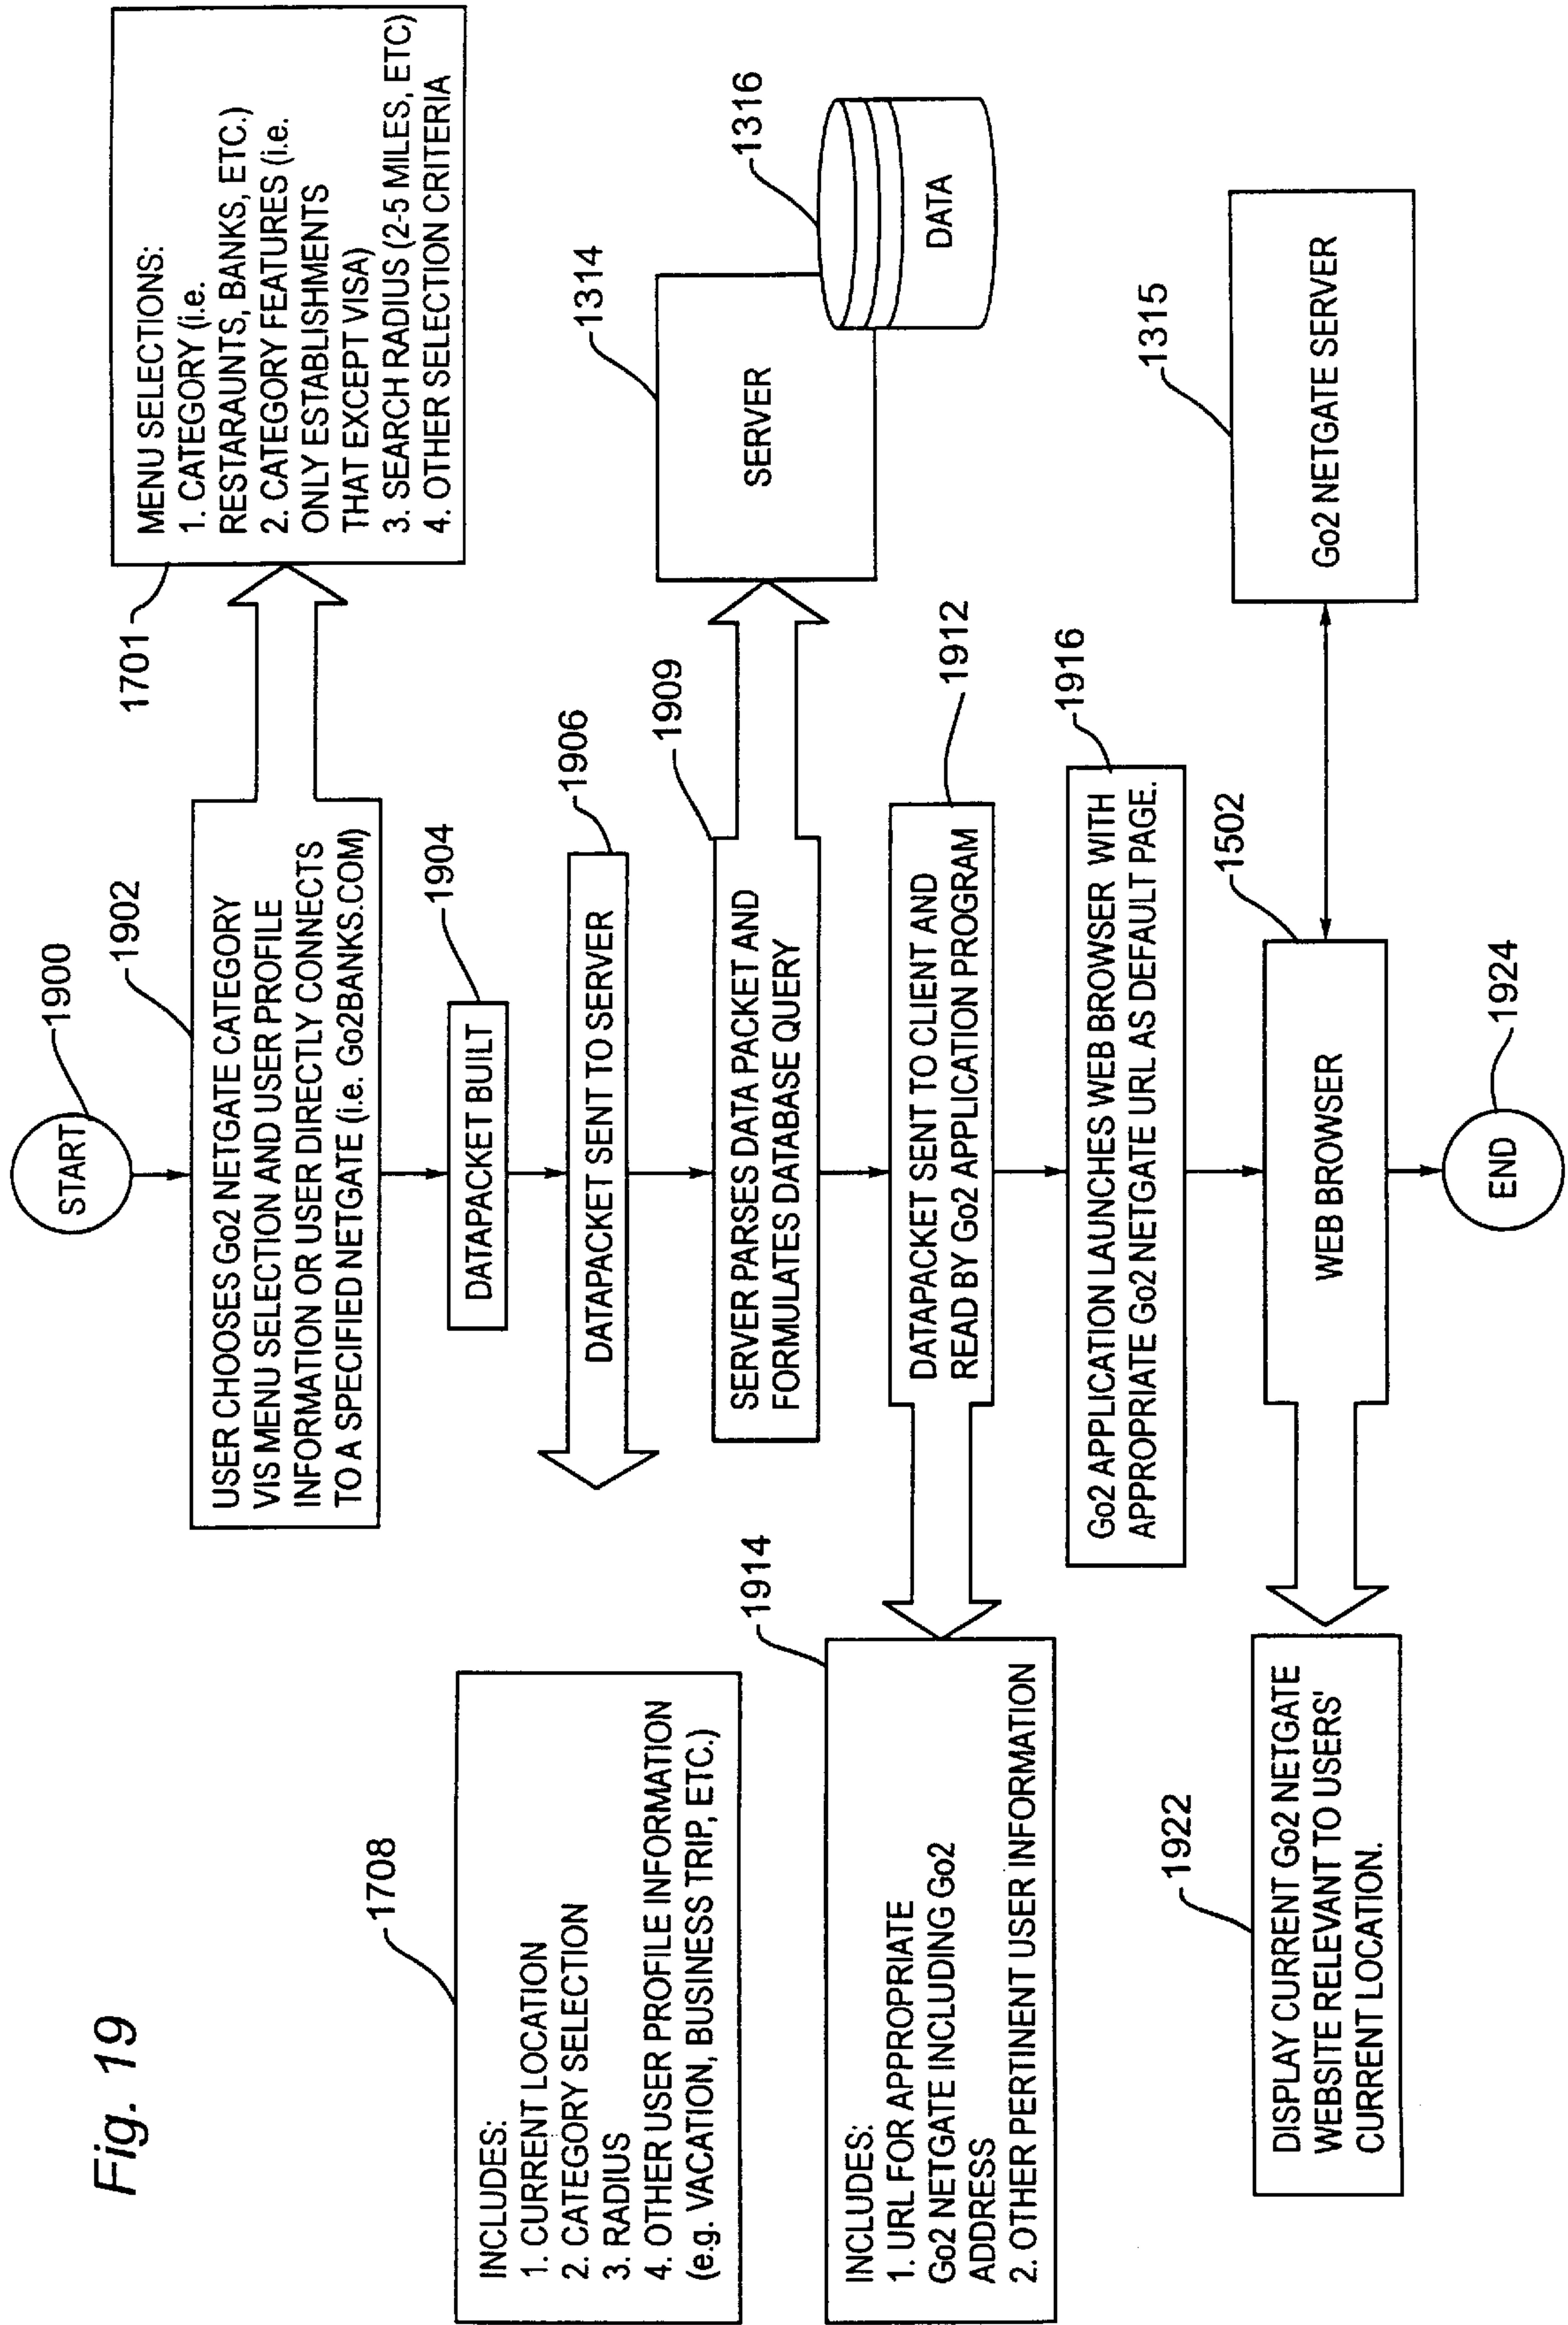 Fig. 19
START
1900
1902
USER CHOOSES Go2 NETGATE CATEGORY
VIS MENU SELECTION AND USER PROFILE
INFORMATION OR USER DIRECTLY CONNECTS
TO A SPECIFIED NETGATE (i.e. Go2BANKS.COM)
1701
MENU SELECTIONS:
1. CATEGORY (i.e.
RESTARAUNTS, BANKS, ETC.)
2. CATEGORY FEATURES (i.e.
ONLY ESTABLISHMENTS
THAT EXCEPT VISA)
3. SEARCH RADIUS (2-5 MILES, ETC)
4. OTHER SELECTION CRITERIA
DATAPACKET BUILT
1904
1708
INCLUDES:
1. CURRENT LOCATION
2. CATEGORY SELECTION
3. RADIUS
4. OTHER USER PROFILE INFORMATION
(e.g. VACATION, BUSINESS TRIP, ETC.)
DATAPACKET SENT TO SERVER
1906
SERVER PARSES DATA PACKET AND
FORMULATES DATABASE QUERY
1909
SERVER
1314
DATA
1316
1914
INCLUDES:
1. URL FOR APPROPRIATE
Go2 NETGATE INCLUDING Go2
ADDRESS
2. OTHER PERTINENT USER INFORMATION
DATAPACKET SENT TO CLIENT AND
READ BY Go2 APPLICATION PROGRAM
1912
Go2 APPLICATION LAUNCHES WEB BROWSER WITH
APPROPRIATE Go2 NETGATE URL AS DEFAULT PAGE.
1916
1922
DISPLAY CURRENT Go2 NETGATE
WEBSITE RELEVANT TO USERS'
CURRENT LOCATION.
WEB BROWSER
1502
Go2 NETGATE SERVER
1315
END
1924